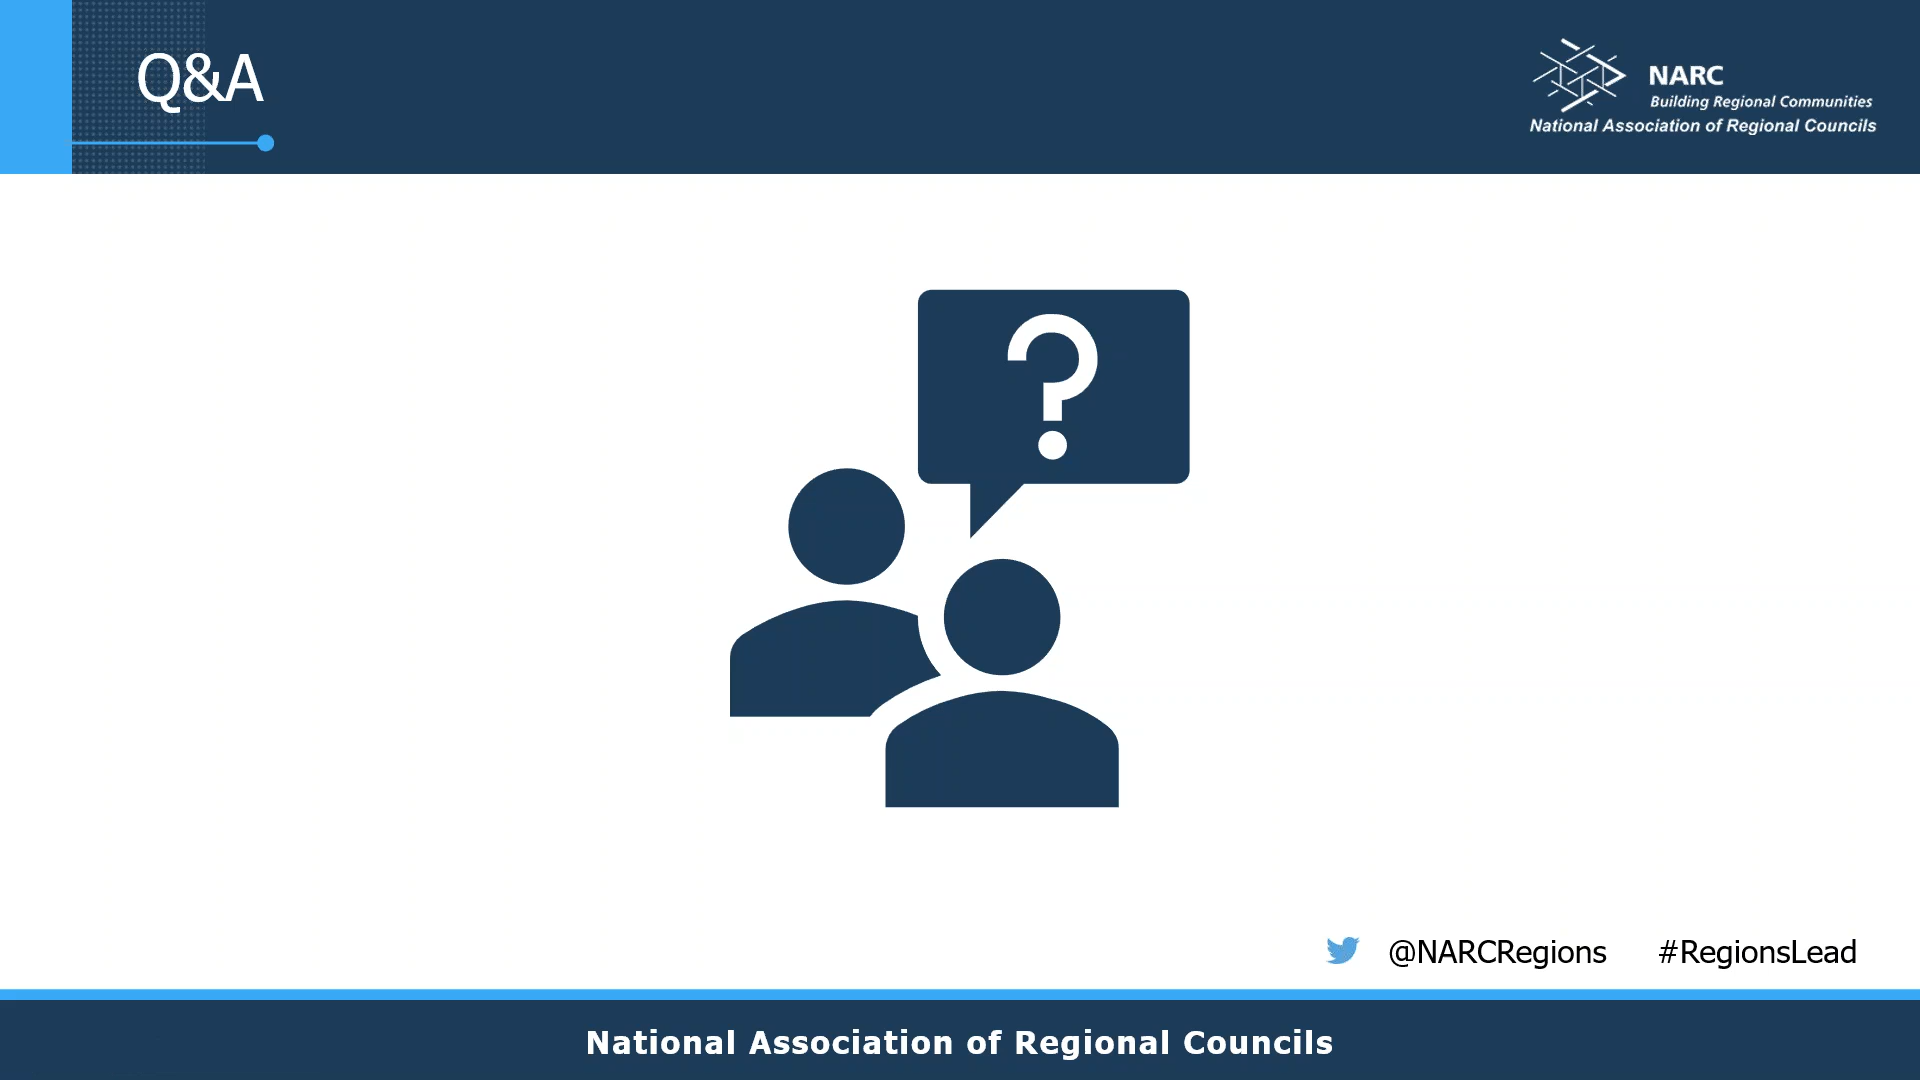 Q&A
NARC
Building Regional Communities
National Association of Regional Councils
?
@NARCRegions #RegionsLead
National Association of Regional Councils